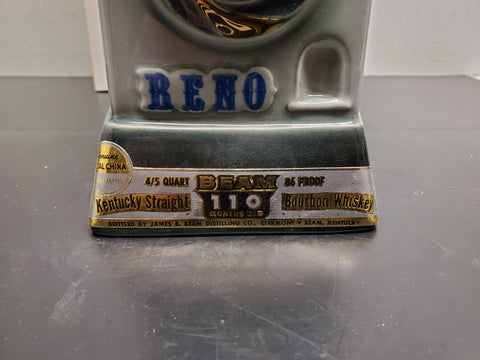 RENO
Genuine
CHINA
4/5 QUART BEAM 86 PROOF
Kentucky Straight 110 Bourbon Whiskey
MONTHS OLD
BOTTLED BY JAMES B. BEAM DISTILLING CO., CLERMONT • BEAM, KENTUCKY